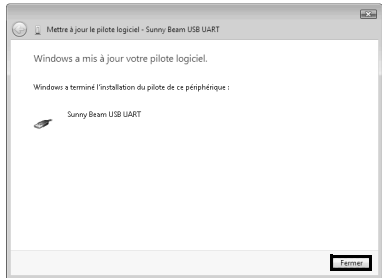 Mettre à jour le pilote logiciel - Sunny Beam USB UART
Windows a mis à jour votre pilote logiciel.
Windows a terminé l'installation du pilote de ce périphérique :
Sunny Beam USB UART
Fermer